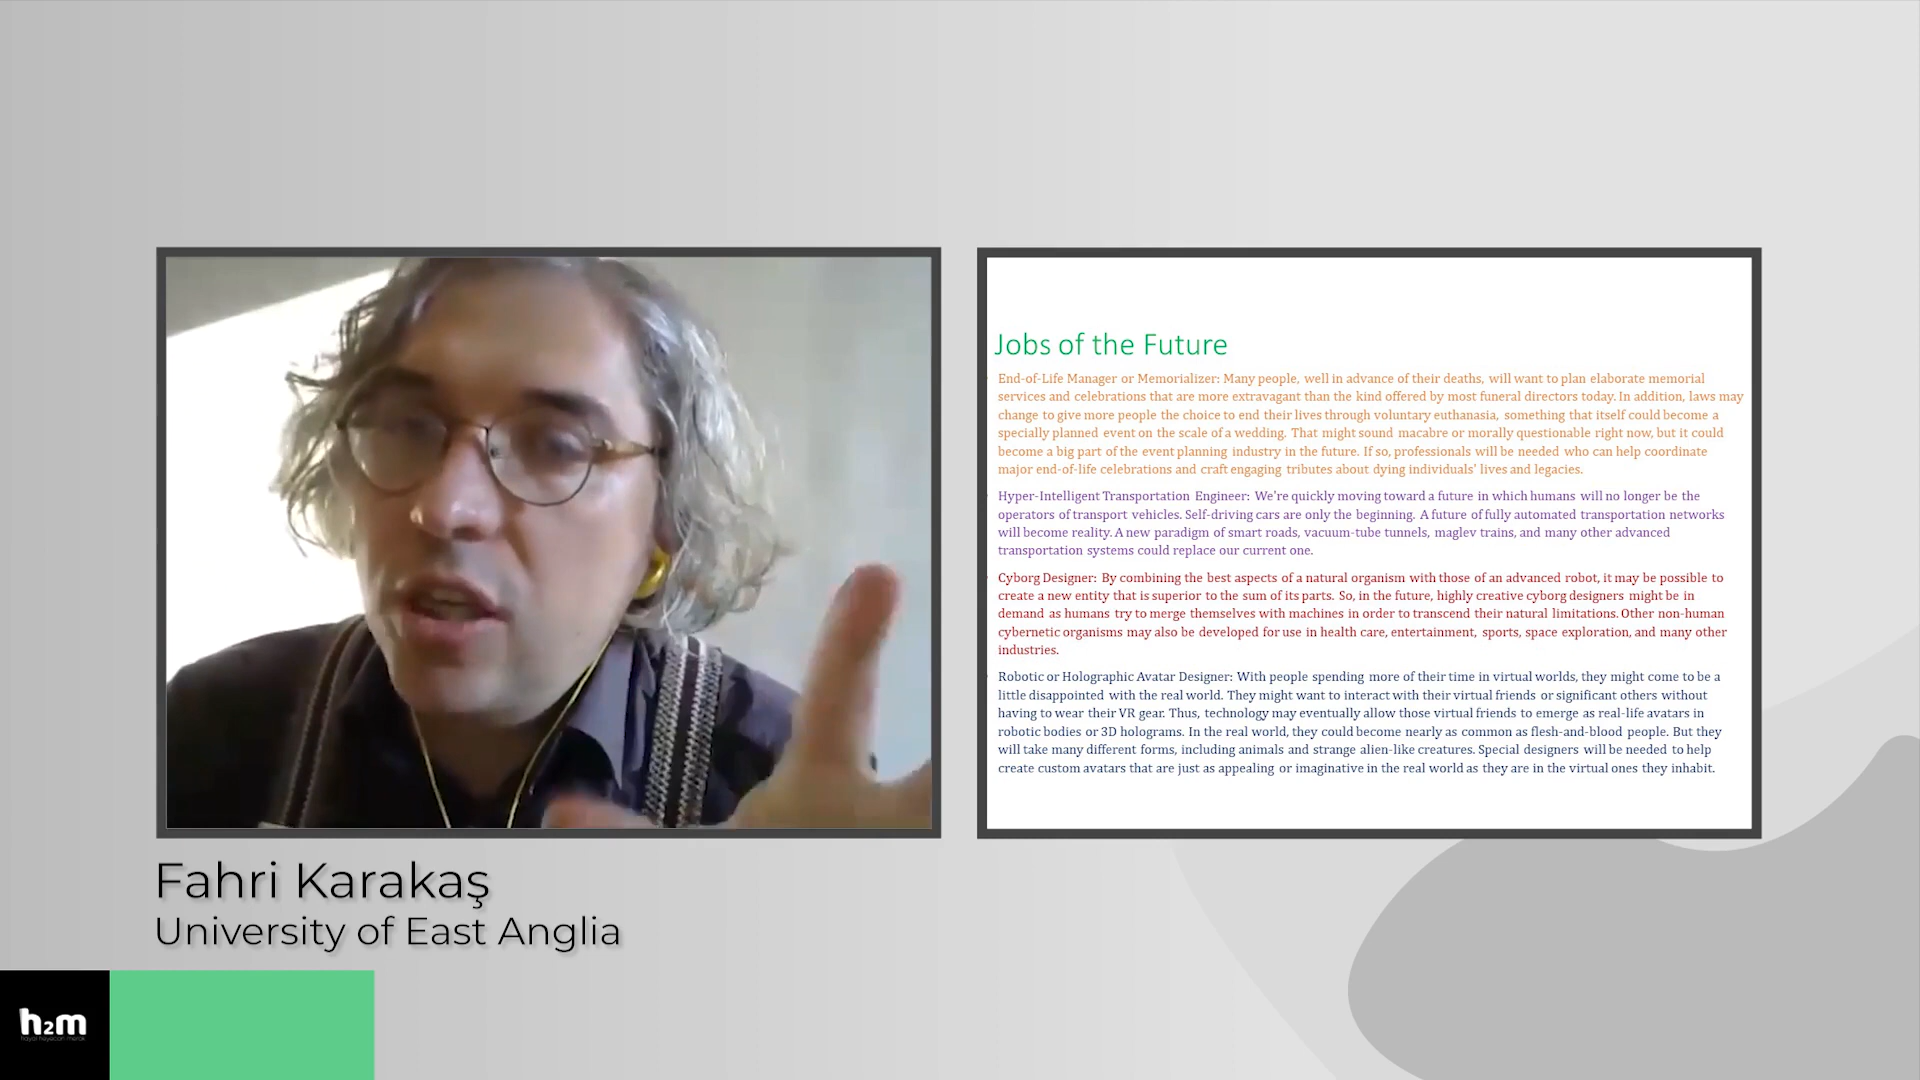 Jobs of the Future
End-of-Life Manager or Memorializer: Many people, well in advance of their deaths, will want to plan elaborate memorial
services and celebrations that are more extravagant than the kind offered by most funeral directors today. In addition, laws may
change to give more people the choice to end their lives through voluntary euthanasia, something that itself could become a
specially planned event on the scale of a wedding. That might sound macabre or morally questionable right now, but it could
become a big part of the event planning industry in the future. If so, professionals will be needed who can help coordinate
major end-of-life celebrations and craft engaging tributes about dying individuals' lives and legacies.
Hyper-Intelligent Transportation Engineer: We're quickly moving toward a future in which humans will no longer be the
operators of transport vehicles. Self-driving cars are only the beginning. A future of fully automated transportation networks
will become reality. A new paradigm of smart roads, vacuum-tube tunnels, maglev trains, and many other advanced
transportation systems could replace our current one.
Cyborg Designer: By combining the best aspects of a natural organism with those of an advanced robot, it may be possible to
create a new entity that is superior to the sum of its parts. So, in the future, highly creative cyborg designers might be in
demand as humans try to merge themselves with machines in order to transcend their natural limitations. Other non-human
cybernetic organisms may also be developed for use in health care, entertainment, sports, space exploration, and many other
industries.
Robotic or Holographic Avatar Designer: With people spending more of their time in virtual worlds, they might come to be a
little disappointed with the real world. They might want to interact with their virtual friends or significant others without
having to wear their VR gear. Thus, technology may eventually allow those virtual friends to emerge as real-life avatars in
robotic bodies or 3D holograms. In the real world, they could become nearly as common as flesh-and-blood people. But they
will take many different forms, including animals and strange alien-like creatures. Special designers will be needed to help
create custom avatars that are just as appealing or imaginative in the real world as they are in the virtual ones they inhabit.
Fahri Karakaş
University of East Anglia
h2m